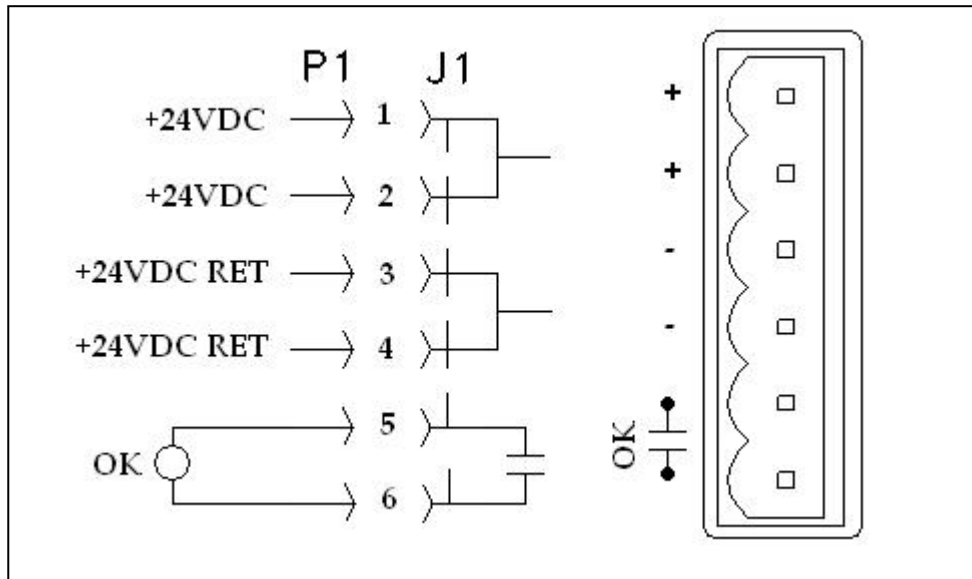 P1 J1
+24VDC 1
+24VDC 2
+24VDC RET 3
+24VDC RET 4
5
OK
6
+
+
-
-
OK